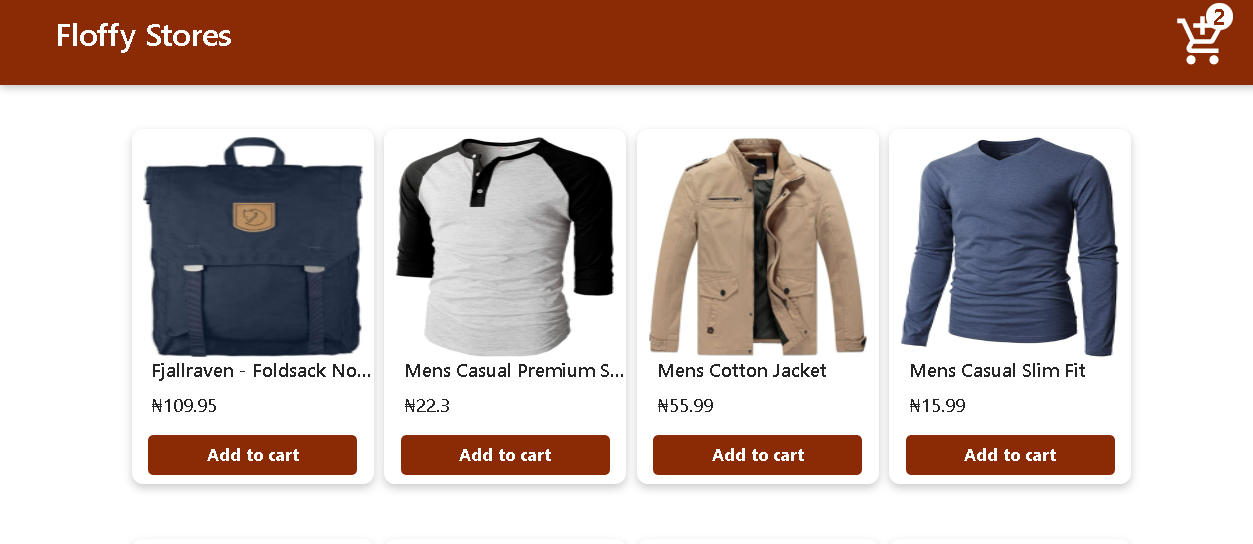 Floffy Stores
2
Fjallraven - Foldsack No...
Mens Casual Premium S...
Mens Cotton Jacket
Mens Casual Slim Fit
₦109.95
₦22.3
₦55.99
₦15.99
Add to cart
Add to cart
Add to cart
Add to cart